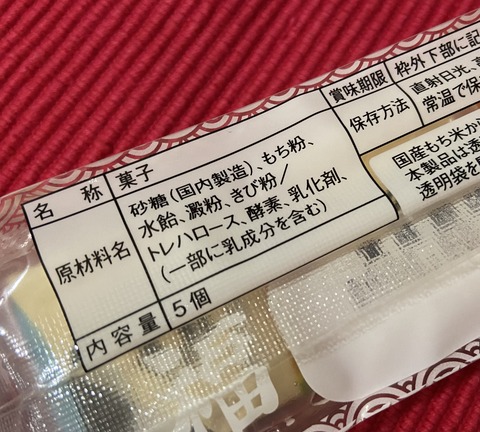 名 称 菓子
原材料名 砂糖(国内製造)、もち粉、
水飴、澱粉、きび粉/
トレハロース、酵素、乳化剤、
(一部に乳成分を含む)
内容量 5個
賞味期限 枠外下部に記
保存方法 直射日光、
常温で保
国産もち米か
本製品は透
透明袋を
福